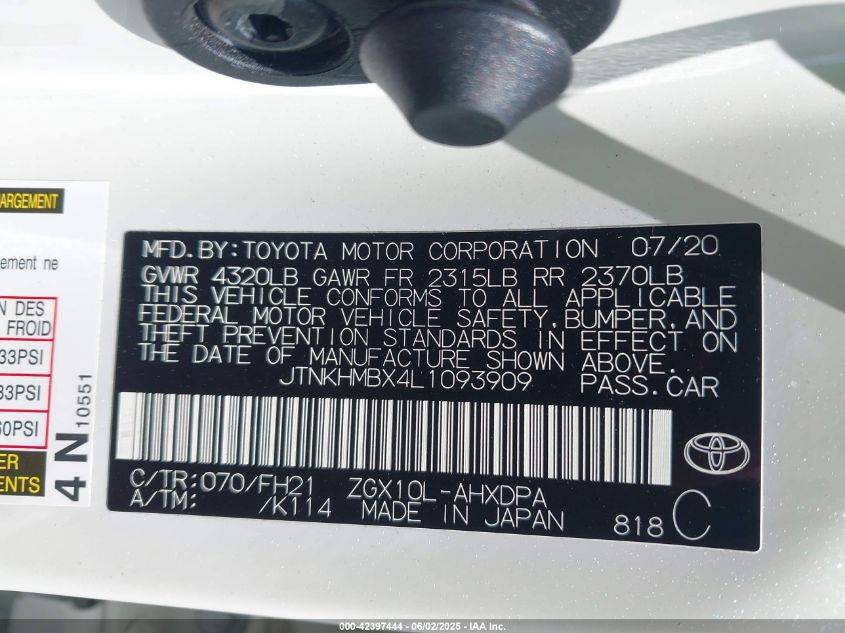 ARGEMENT
ement ne
N DES
FROID
33PSI
33PSI
60PSI
ER
ENTS
4 N 10551
MFD.BY:TOYOTA MOTOR CORPORATION 07/20
GVWR 4320LB GAWR FR 2315LB RR 2370LB
THIS VEHICLE CONFORMS TO ALL APPLICABLE
FEDERAL MOTOR VEHICLE SAFETY,BUMPER,AND
THEFT PREVENTION STANDARDS IN EFFECT ON
THE DATE OF MANUFACTURE SHOWN ABOVE.
JTNKHMBX4L1093909 PASS.CAR
C/TR:070/FH21 ZGX10L-AHXDPA
A/TM: /K114 MADE IN JAPAN 818 C
000-42397444 - 06/02/2025 - IAA Inc.